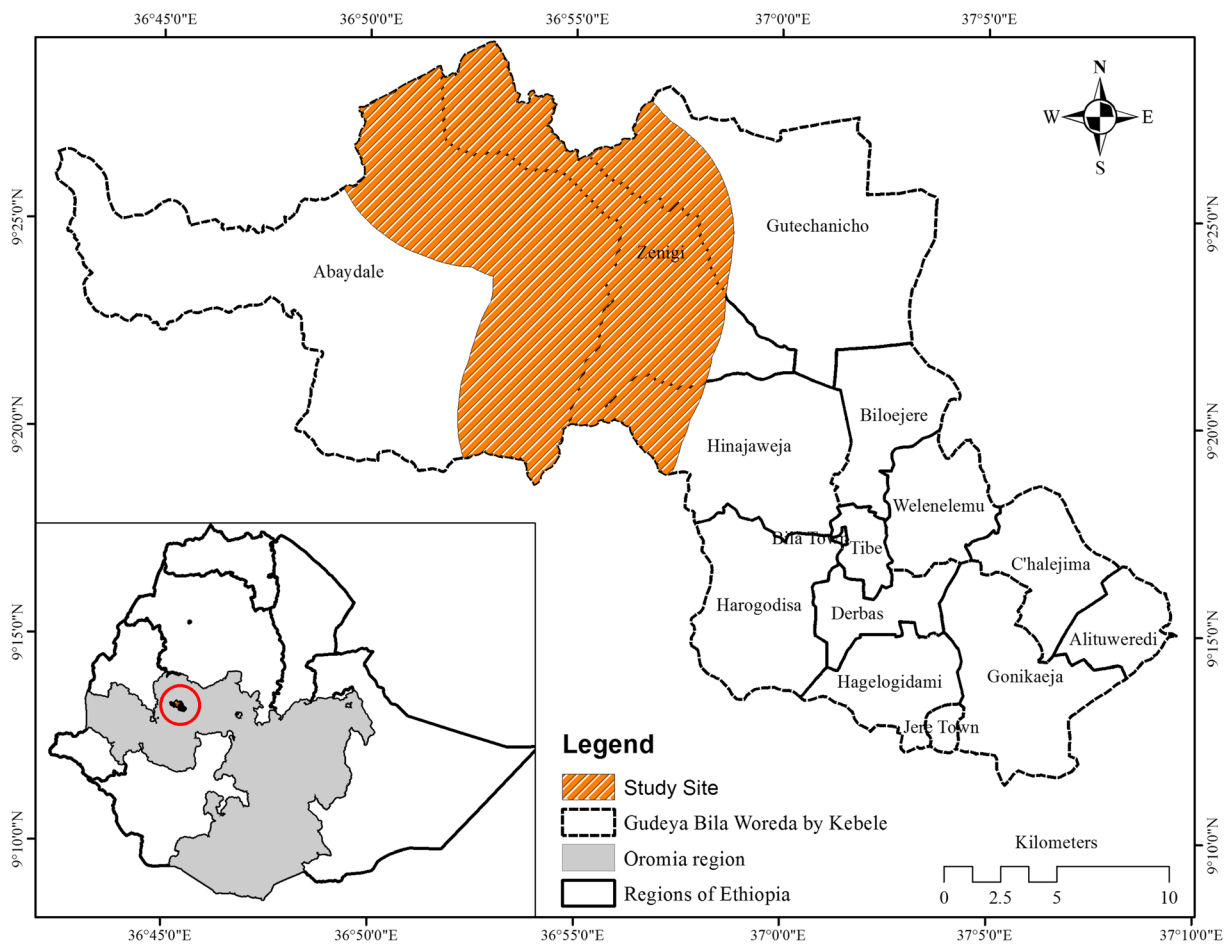 36°45'0"E 36°50'0"E 36°55'0"E 37°0'0"E 37°5'0"E
N
W E
S
9°25'0"N 9°25'0"N
Gutechanicho
Zenigi
Abaydale
9°20'0"N 9°20'0"N
Biloejere
Hinajaweja
Welenelemu
Bila Town
Tibe
C'halejima
Harogodisa
Derbas
9°15'0"N 9°15'0"N
Alituweredi
Gonikaeja
Hagelogidami
Jere Town
Legend
Study Site
Gudeya Bila Woreda by Kebele
Oromia region
Regions of Ethiopia
Kilometers
0 2.5 5 10
9°10'0"N 9°10'0"N
36°45'0"E 36°50'0"E 36°55'0"E 37°0'0"E 37°5'0"E 37°10'0"E